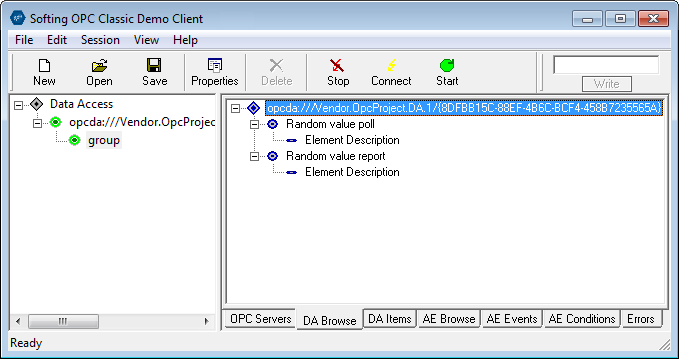 Softing OPC Classic Demo Client
File Edit Session View Help
New Open Save Properties Delete Stop Connect Start Write
Data Access
opcda:///Vendor.OpcProjec
group
opcda:///Vendor.OpcProject.DA.1/{8DFBB15C-88EF-4B6C-BCF4-458B7235565A}
Random value poll
Element Description
Random value report
Element Description
OPC Servers DA Browse DA Items AE Browse AE Events AE Conditions Errors
Ready